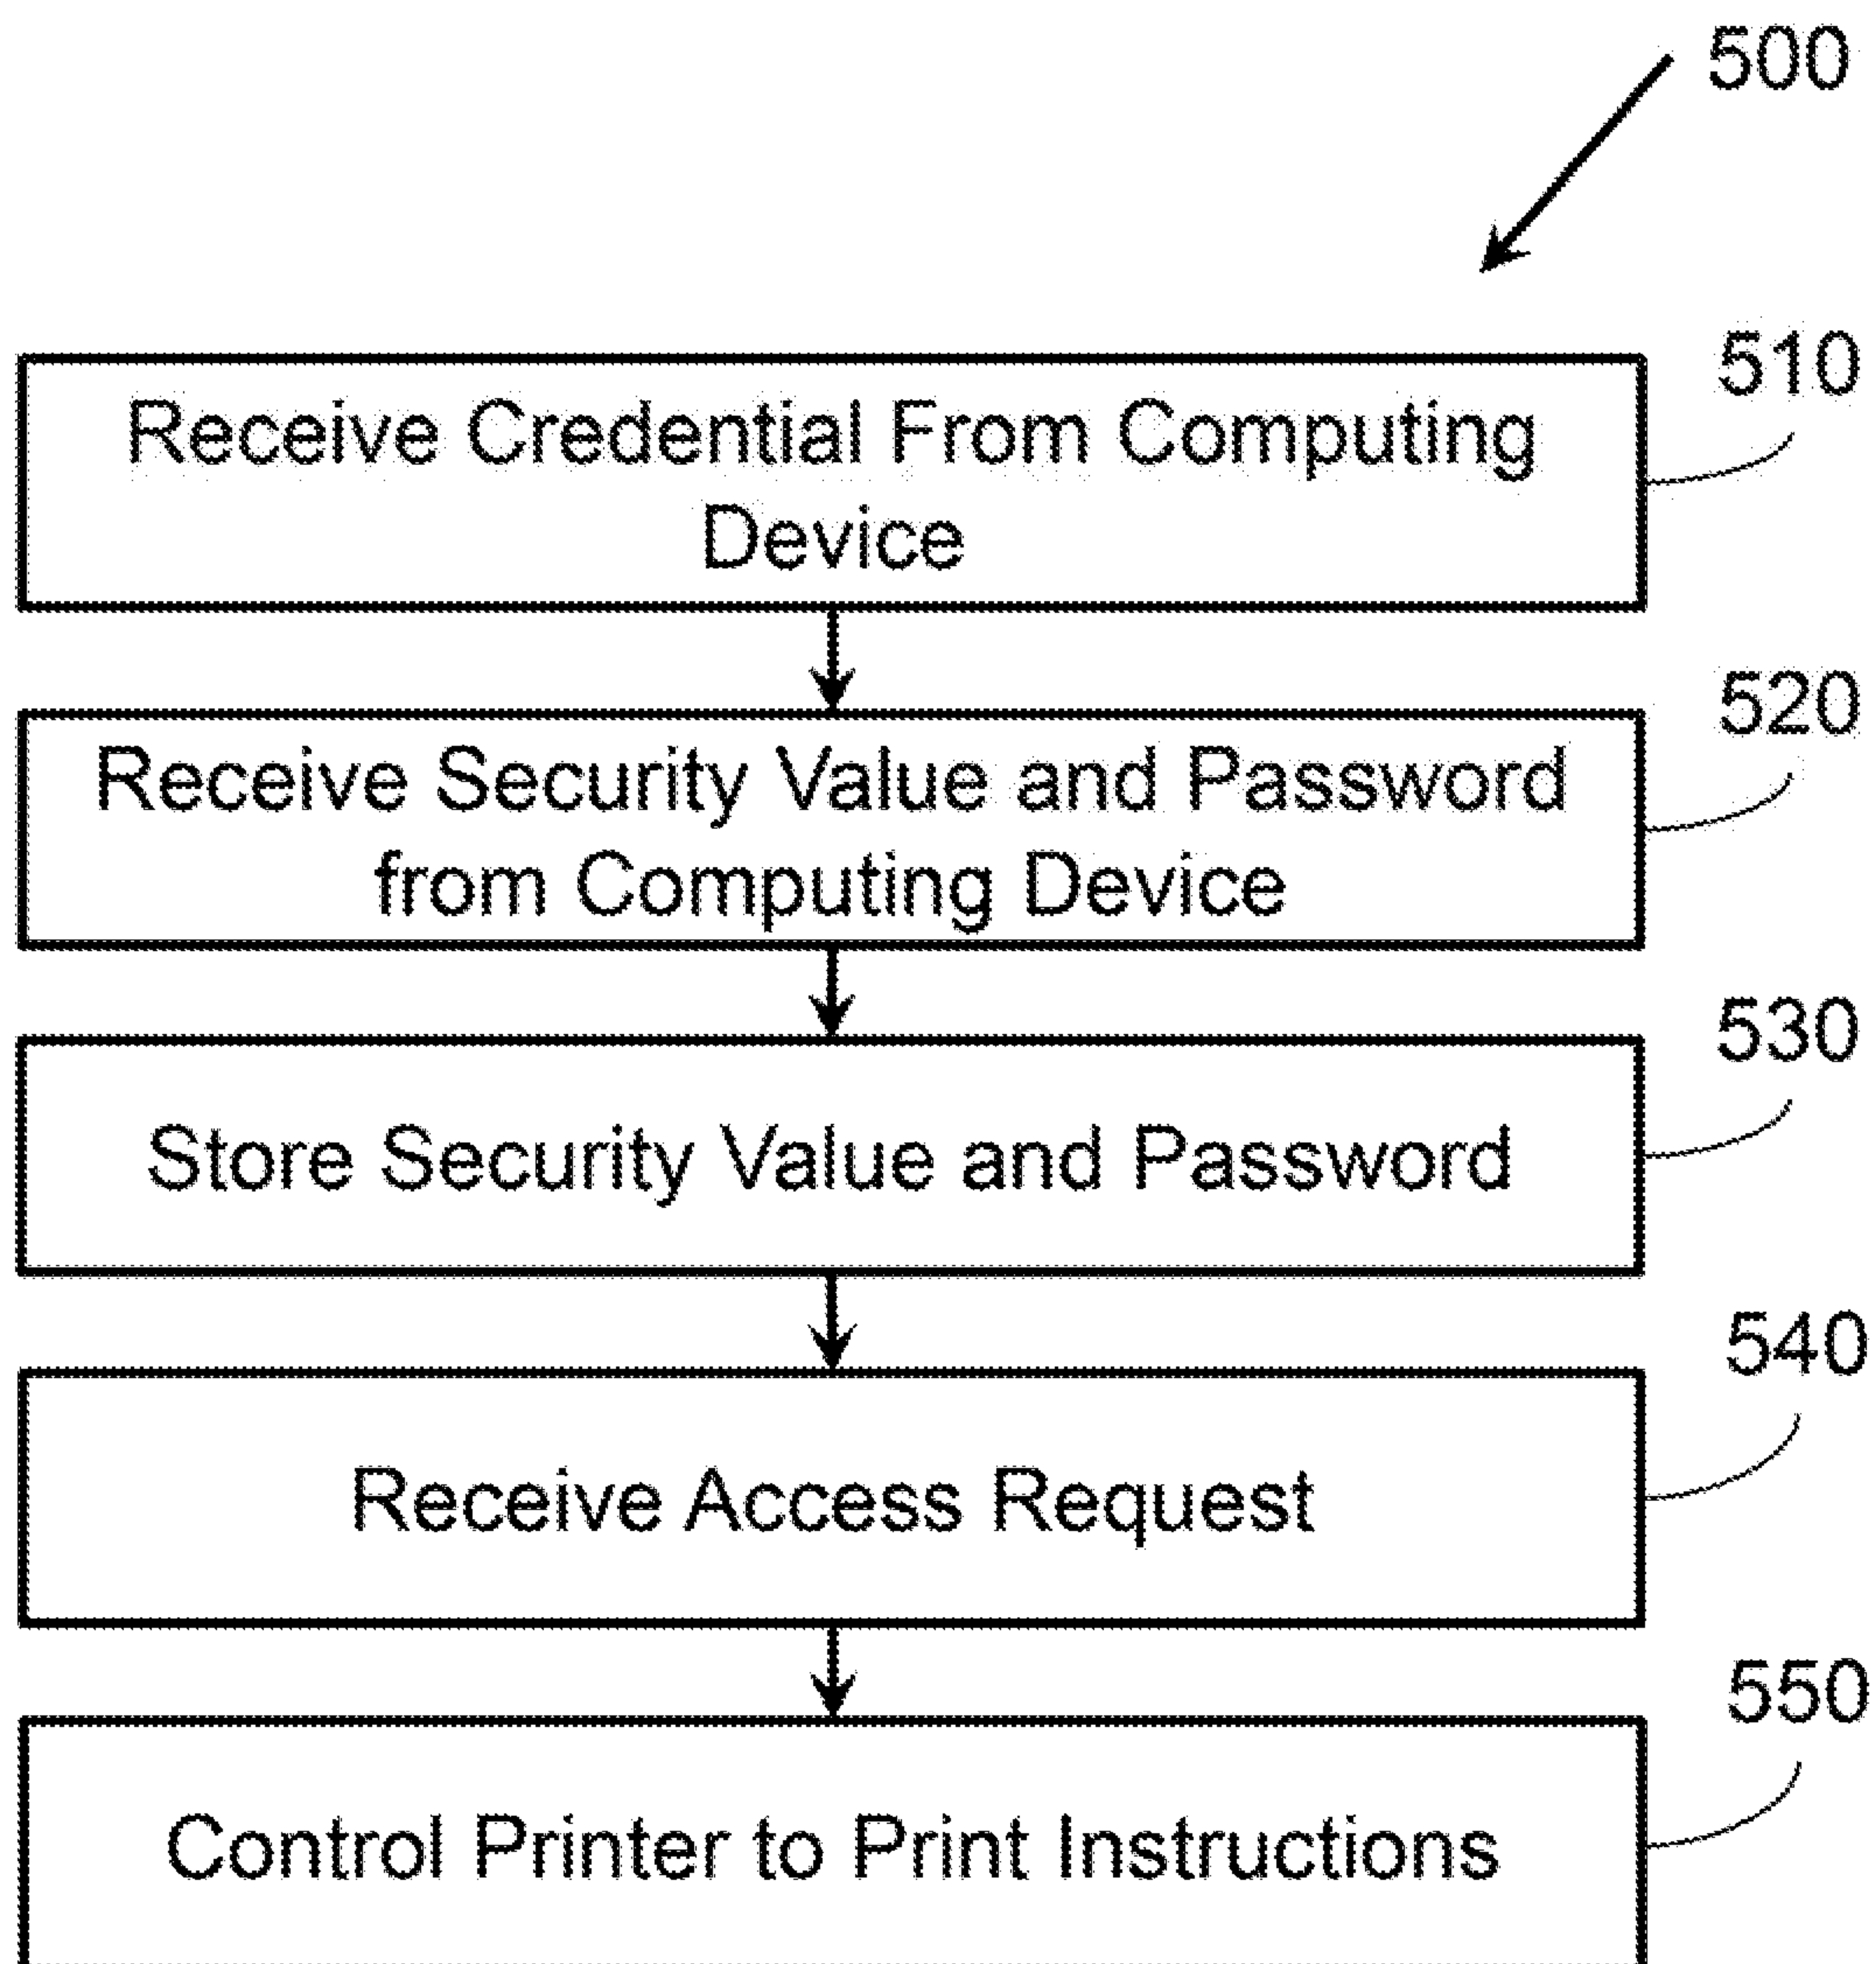 500
510
Receive Credential From Computing
Device
520
Receive Security Value and Password
from Computing Device
530
Store Security Value and Password
540
Receive Access Request
550
Control Printer to Print Instructions